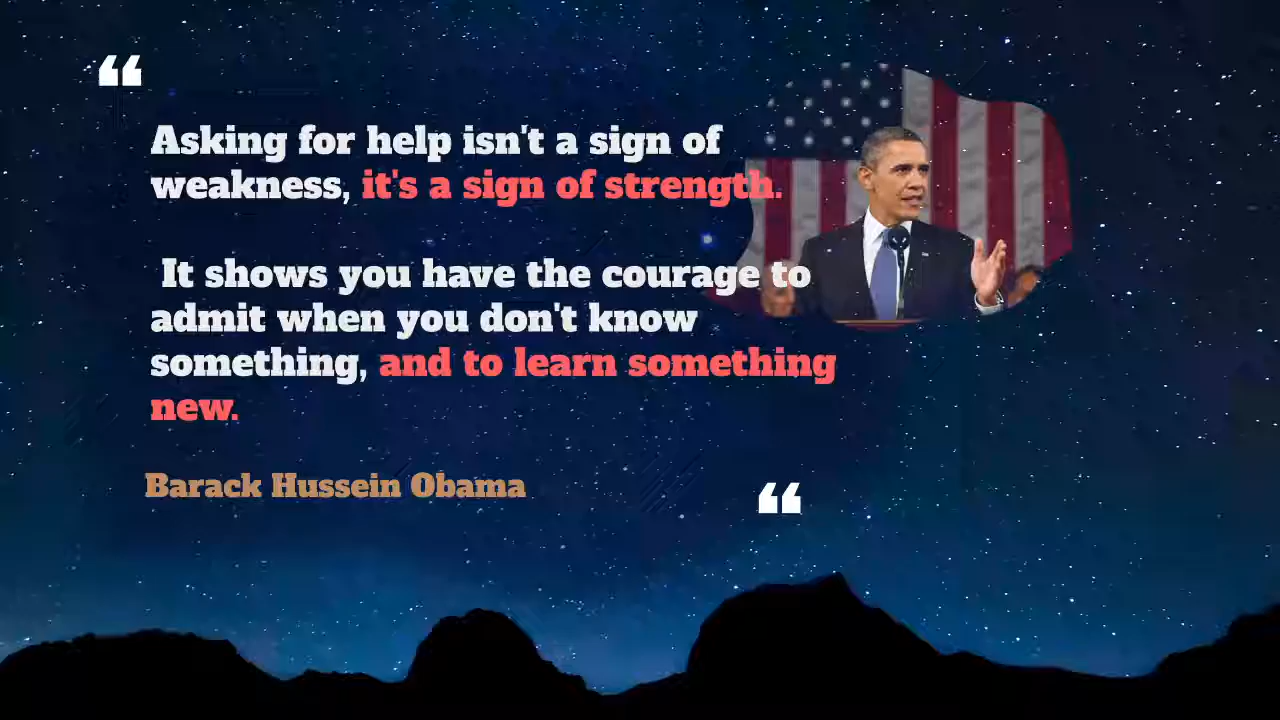 ❝
Asking for help isn't a sign of
weakness, it's a sign of strength.
It shows you have the courage to
admit when you don't know
something, and to learn something
new.
Barack Hussein Obama
❝